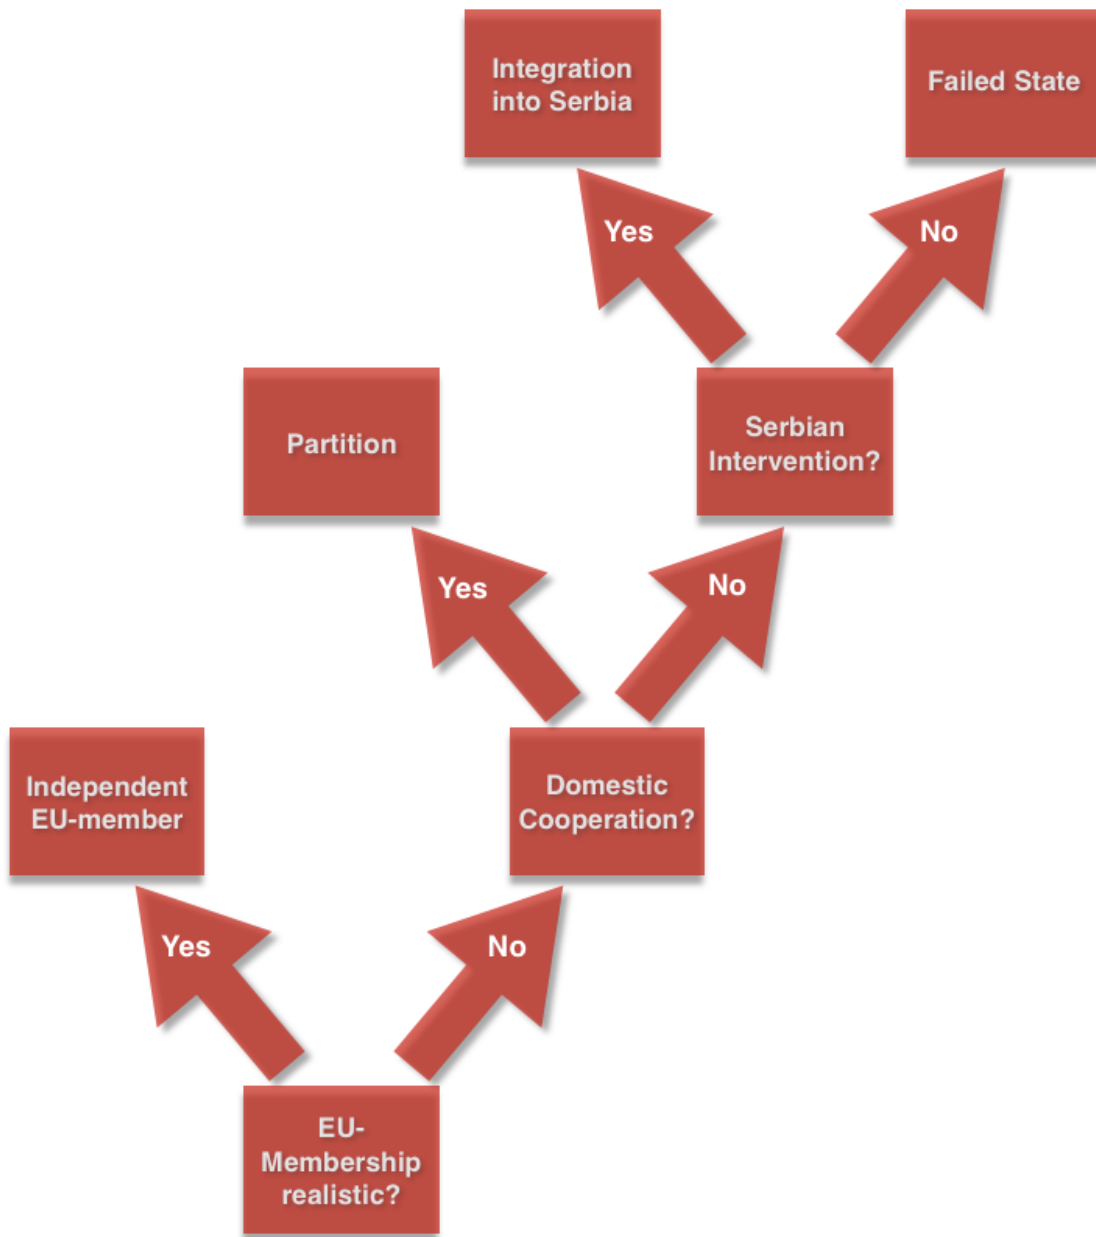 Integration
into Serbia
Failed State
Yes
No
Partition
Serbian
Intervention?
Yes
No
Independent
EU-member
Domestic
Cooperation?
Yes
No
EU-
Membership
realistic?